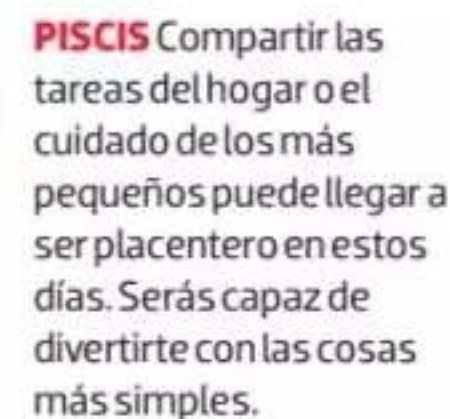 PISCIS Compartir las
tareas del hogar o el
cuidado de los más
pequeños puede llegar a
ser placentero en estos
días. Serás capaz de
divertirte con las cosas
más simples.